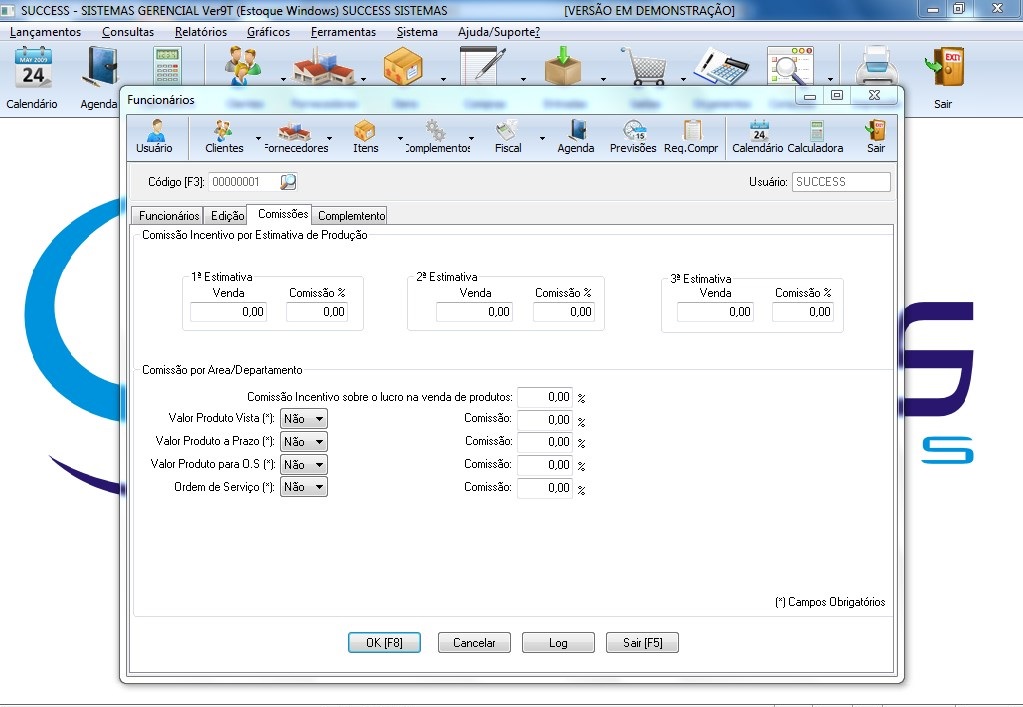 SUCCESS - SISTEMAS GERENCIAL Ver9T (Estoque Windows) SUCCESS SISTEMAS [VERSÃO EM DEMONSTRAÇÃO]
Lançamentos Consultas Relatórios Gráficos Ferramentas Sistema Ajuda/Suporte?
MAY 2009
24
EXIT
Calendário Agenda Sair
Funcionários
15
24
EXIT
Usuário Clientes Fornecedores Itens Complementos Fiscal Agenda Previsões Req.Compr Calendário Calculadora Sair
Código [F3]: 00000001 Usuário: SUCCESS
Funcionários Edição Comissões Complemtento
Comissão Incentivo por Estimativa de Produção
1ª Estimativa 2ª Estimativa 3ª Estimativa
Venda Comissão % Venda Comissão % Venda Comissão %
0,00 0,00 0,00 0,00 0,00 0,00
Comissão por Area/Departamento
Comissão Incentivo sobre o lucro na venda de produtos: 0,00 %
Valor Produto Vista (*): Não Comissão: 0,00 %
Valor Produto a Prazo (*): Não Comissão: 0,00 %
Valor Produto para O.S (*): Não Comissão: 0,00 %
Ordem de Serviço (*): Não Comissão: 0,00 %
(*) Campos Obrigatórios
OK [F8] Cancelar Log Sair [F5]